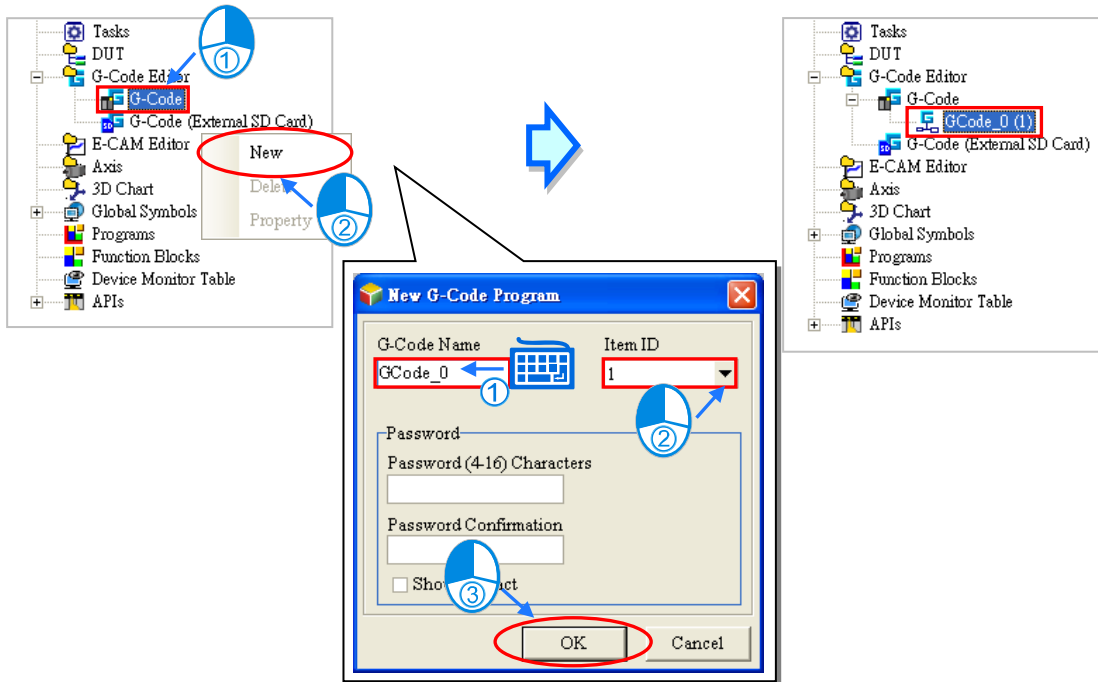 Tasks
DUT
G-Code Editor
G-Code
SD G-Code (External SD Card)
E-CAM Editor
Axis
3D Chart
Global Symbols
Programs
Function Blocks
Device Monitor Table
APIs
1
New
Property
2
New G-Code Program
G-Code Name
Item ID
GCode_0
1
1
2
Password
Password (4-16) Characters
Password Confirmation
3
OK
Cancel
Tasks
DUT
G-Code Editor
G-Code
GCode_0 (1)
SD G-Code (External SD Card)
E-CAM Editor
Axis
3D Chart
Global Symbols
Programs
Function Blocks
Device Monitor Table
APIs